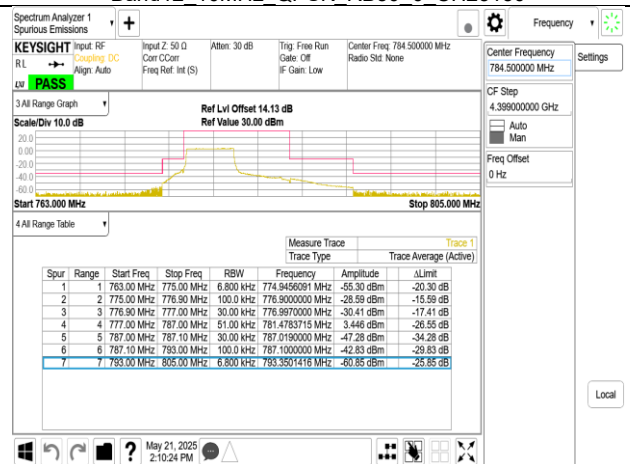 Spectrum Analyzer 1
Spurious Emissions
Frequency
KEYSIGHT
Input: RF
Input Z: 50 Ω
Atten: 30 dB
Trig: Free Run
Center Freq: 784.500000 MHz
RL
Coupling: DC
Corr CCorr
Gate: Off
Radio Std: None
Align: Auto
Freq Ref: Int (S)
IF Gain: Low
LXI
PASS
Center Frequency
784.500000 MHz
Settings
CF Step
4.399000000 GHz
Auto
Man
Freq Offset
0 Hz
3 All Range Graph
Ref Lvl Offset 14.13 dB
Scale/Div 10.0 dB
Ref Value 30.00 dBm
20.0
0.00
-20.0
-40.0
-60.0
Start 763.000 MHz
Stop 805.000 MHz
4 All Range Table
Measure Trace
Trace 1
Trace Type
Trace Average (Active)
Spur Range Start Freq Stop Freq RBW Frequency Amplitude ΔLimit
1 1 763.00 MHz 775.00 MHz 6.800 kHz 774.9456091 MHz -55.30 dBm -20.30 dB
2 2 775.00 MHz 776.90 MHz 100.0 kHz 776.9000000 MHz -28.59 dBm -15.59 dB
3 3 776.90 MHz 777.00 MHz 30.00 kHz 776.9970000 MHz -30.41 dBm -17.41 dB
4 4 777.00 MHz 787.00 MHz 51.00 kHz 781.4783715 MHz 3.446 dBm -26.55 dB
5 5 787.00 MHz 787.10 MHz 30.00 kHz 787.0190000 MHz -47.28 dBm -34.28 dB
6 6 787.10 MHz 793.00 MHz 100.0 kHz 787.1000000 MHz -42.83 dBm -29.83 dB
7 7 793.00 MHz 805.00 MHz 6.800 kHz 793.3501416 MHz -60.85 dBm -25.85 dB
Local
May 21, 2025
2:10:24 PM